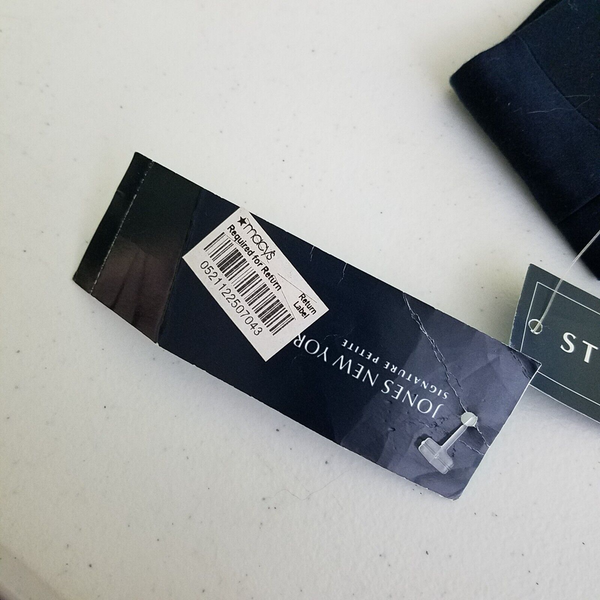 ★macy's
Required for Return
Return
Label
0521122507043
JONES NEW YOR
SIGNATURE PETITE
ST